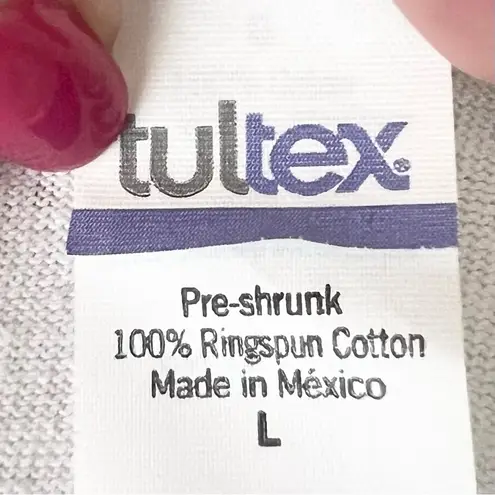 tultex®
Pre-shrunk
100% Ringspun Cotton
Made in México
L